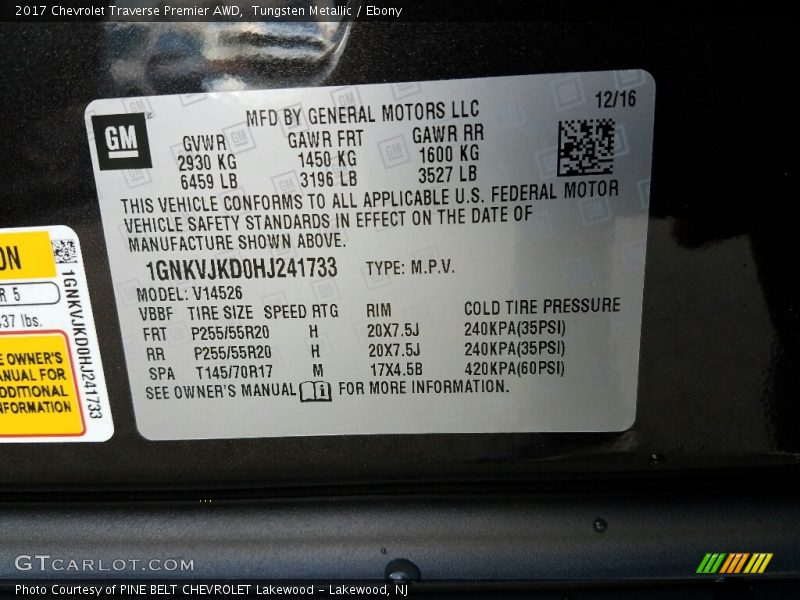 2017 Chevrolet Traverse Premier AWD,  Tungsten Metallic / Ebony
12/16
GM
MFD BY GENERAL MOTORS LLC
GVWR GAWR FRT GAWR RR
2930 KG 1450 KG 1600 KG
6459 LB 3196 LB 3527 LB
THIS VEHICLE CONFORMS TO ALL APPLICABLE U.S. FEDERAL MOTOR
VEHICLE SAFETY STANDARDS IN EFFECT ON THE DATE OF
MANUFACTURE SHOWN ABOVE.
1GNKVJKD0HJ241733 TYPE: M.P.V.
MODEL: V14526
VBBF TIRE SIZE SPEED RTG RIM COLD TIRE PRESSURE
FRT P255/55R20 H 20X7.5J 240KPA(35PSI)
RR P255/55R20 H 20X7.5J 240KPA(35PSI)
SPA T145/70R17 M 17X4.5B 420KPA(60PSI)
SEE OWNER'S MANUAL FOR MORE INFORMATION.
ON
R 5
37 lbs.
E OWNER'S
ANUAL FOR
DDITIONAL
NFORMATION
1GNKVJKD0HJ241733
GTCARLOT.COM
Photo Courtesy of PINE BELT CHEVROLET Lakewood - Lakewood, NJ